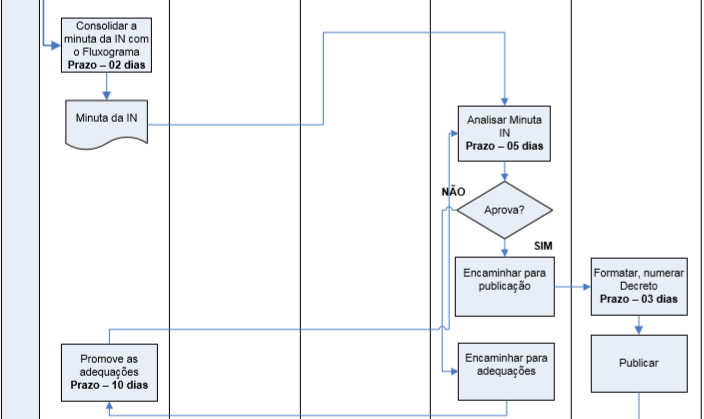 Consolidar a
minuta da IN com
o Fluxograma
Prazo – 02 dias
Minuta da IN
Analisar Minuta
IN
Prazo – 05 dias
NÃO
Aprova?
SIM
Encaminhar para
publicação
Formatar, numerar
Decreto
Prazo – 03 dias
Promove as
adequações
Prazo – 10 dias
Encaminhar para
adequações
Publicar